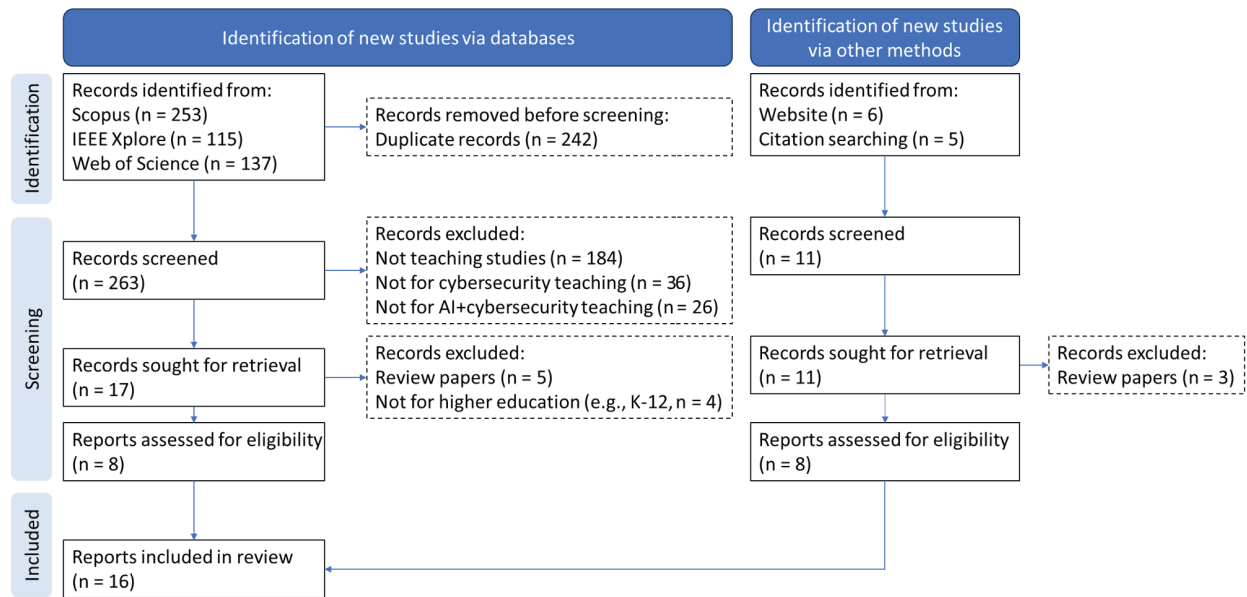 Identification of new studies via databases
Identification of new studies
via other methods
Identification
Records identified from:
Scopus (n = 253)
IEEE Xplore (n = 115)
Web of Science (n = 137)
Records removed before screening:
Duplicate records (n = 242)
Records identified from:
Website (n = 6)
Citation searching (n = 5)
Screening
Records screened
(n = 263)
Records excluded:
Not teaching studies (n = 184)
Not for cybersecurity teaching (n = 36)
Not for AI+cybersecurity teaching (n = 26)
Records screened
(n = 11)
Records sought for retrieval
(n = 17)
Records excluded:
Review papers (n = 5)
Not for higher education (e.g., K-12, n = 4)
Records sought for retrieval
(n = 11)
Records excluded:
Review papers (n = 3)
Reports assessed for eligibility
(n = 8)
Reports assessed for eligibility
(n = 8)
Included
Reports included in review
(n = 16)